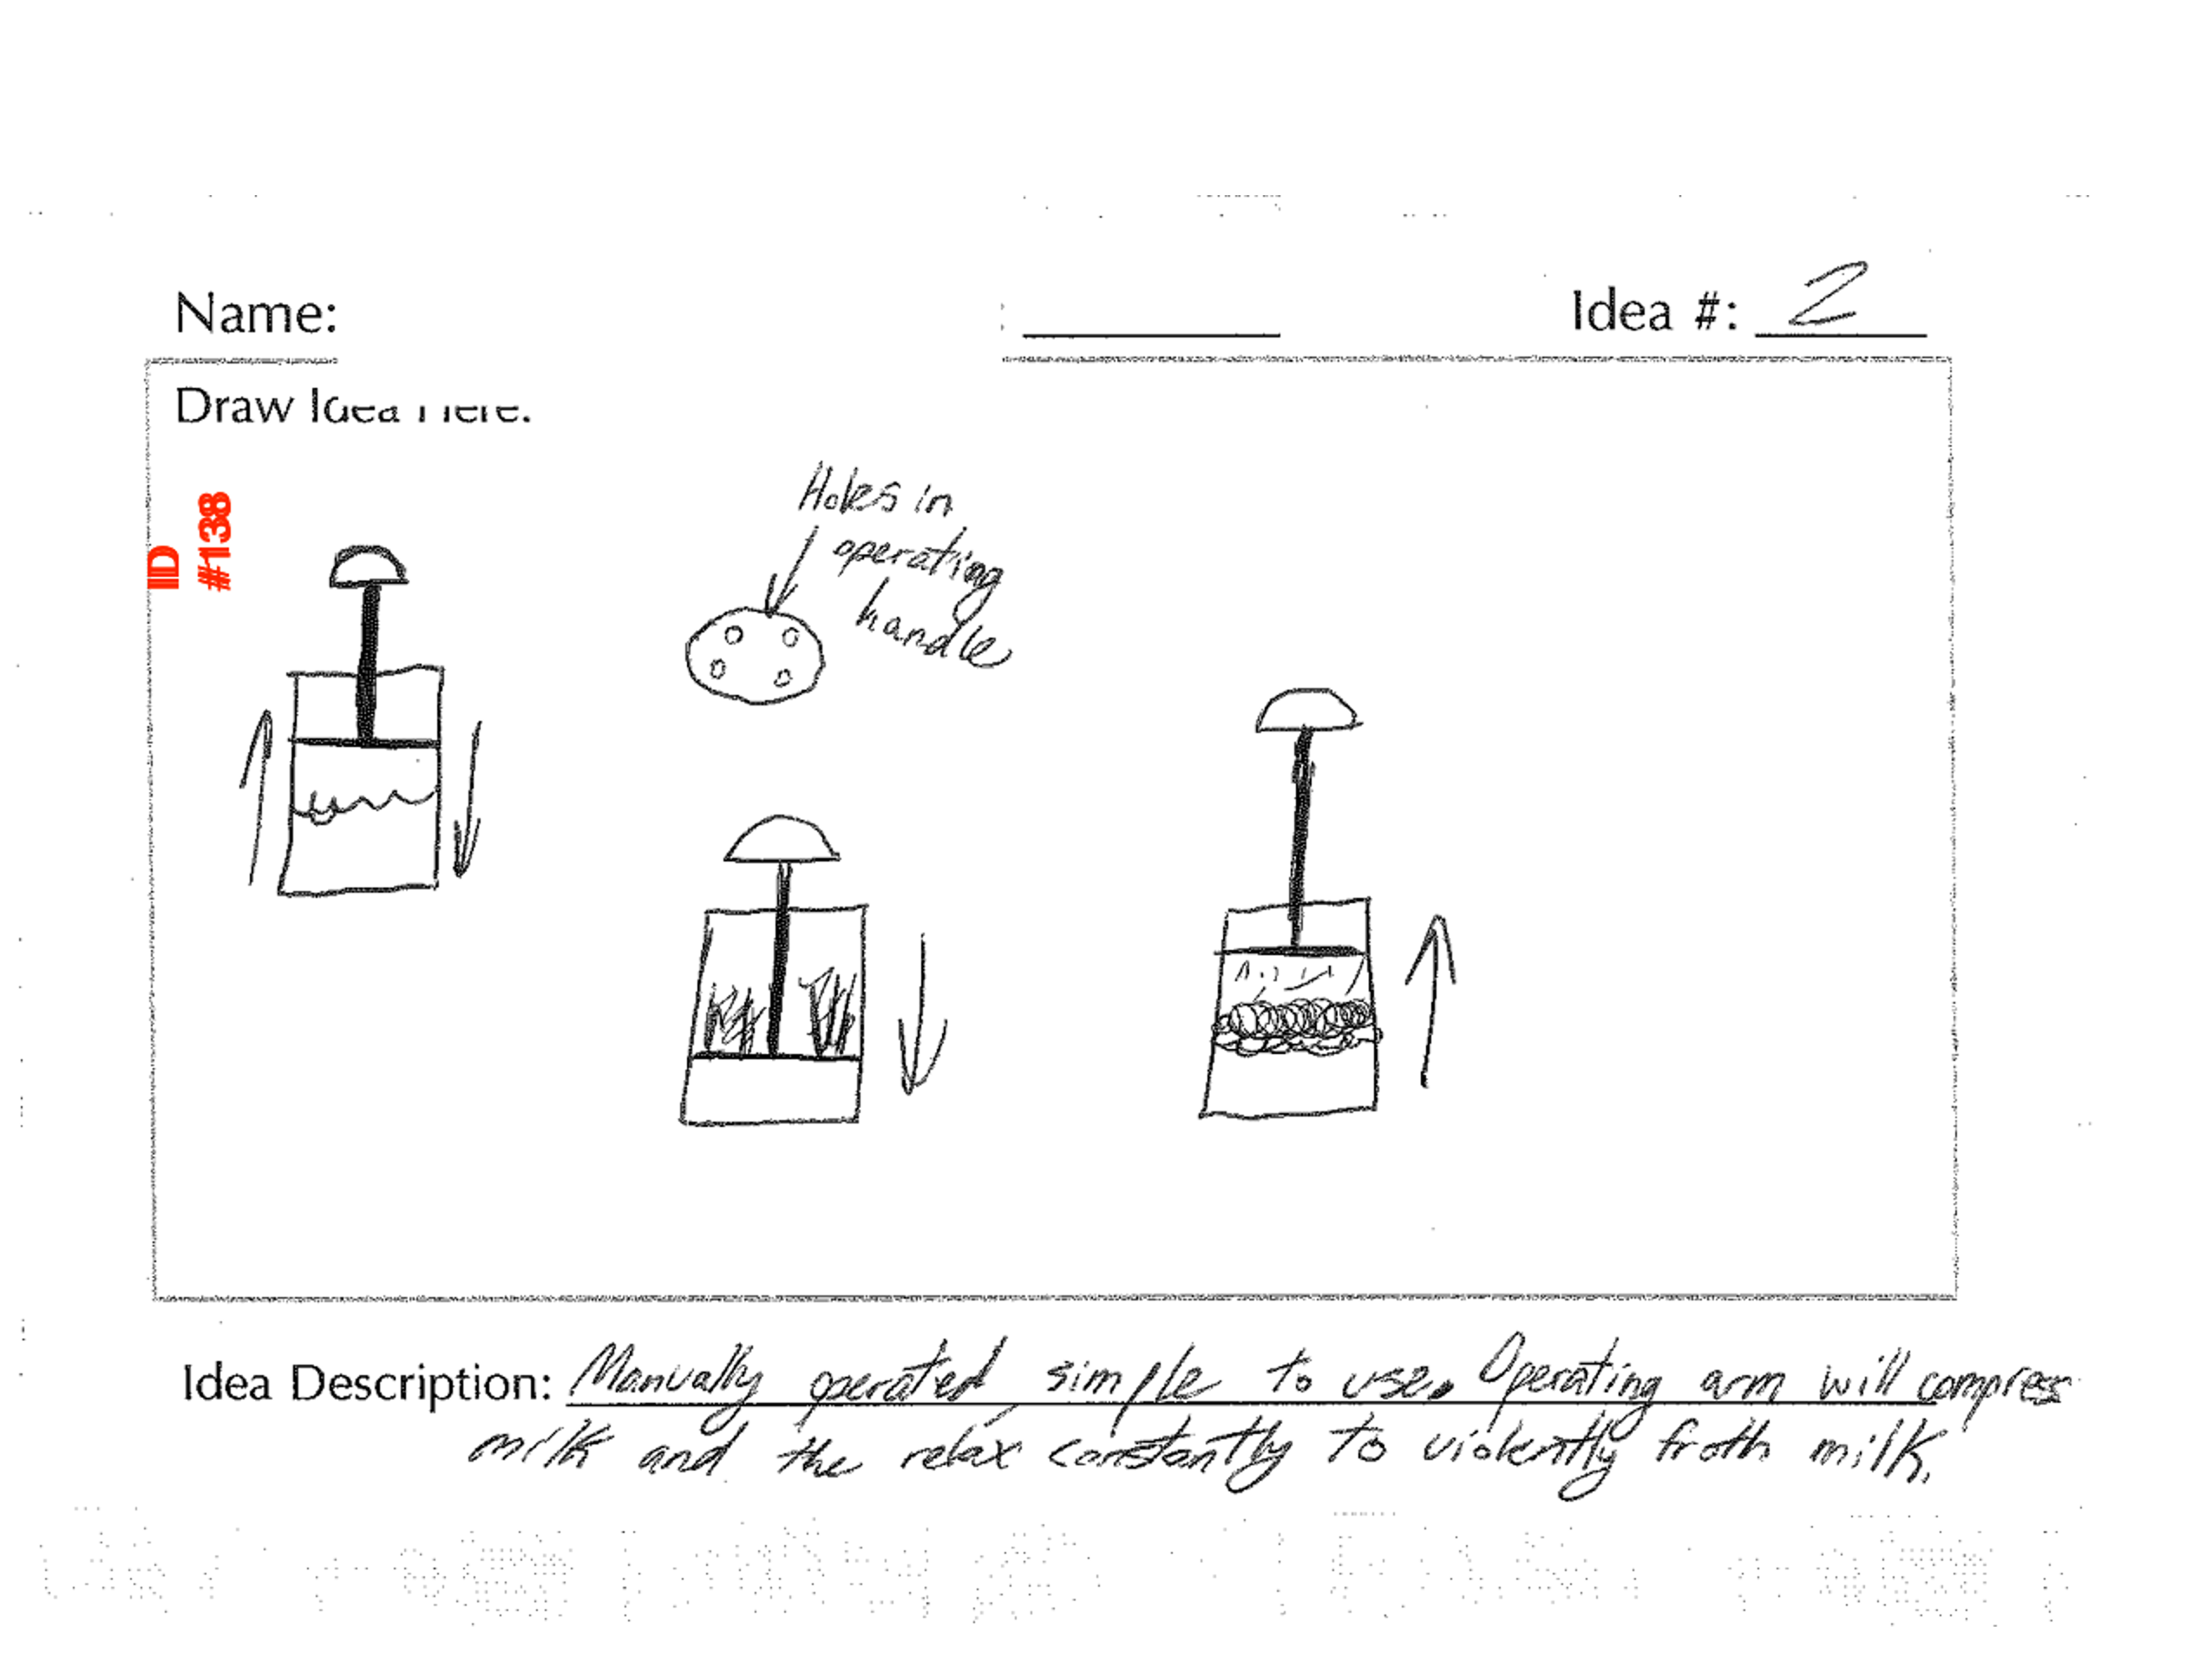 Name:
Idea #: 2
Draw Idea Here:
ID
#138
Holes in
operating
handle
Idea Description: Manually operated, simple to use. Operating arm will compress
milk and the relax constantly to violently froth milk.